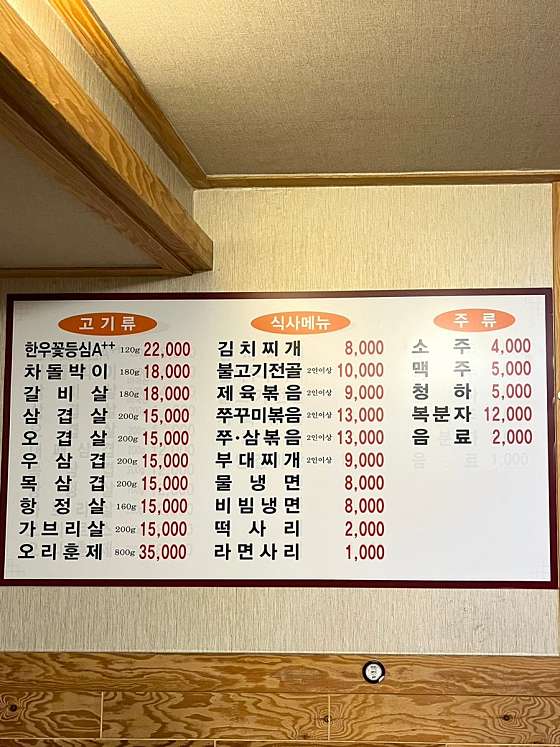 고기류
한우꽃등심A++ 120g 22,000
차돌박이 180g 18,000
갈비살 180g 18,000
삼겹살 200g 15,000
오겹살 200g 15,000
우삼겹 200g 15,000
목삼겹 200g 15,000
항정살 160g 15,000
가브리살 200g 15,000
오리훈제 800g 35,000
식사메뉴
김치찌개 8,000
불고기전골 2인이상 10,000
제육볶음 2인이상 9,000
쭈꾸미볶음 2인이상 13,000
쭈·삼볶음 2인이상 13,000
부대찌개 2인이상 9,000
물냉면 8,000
비빔냉면 8,000
떡사리 2,000
라면사리 1,000
주류
소주 4,000
맥주 5,000
청하 5,000
복분자 12,000
음료 2,000
음료 1,000